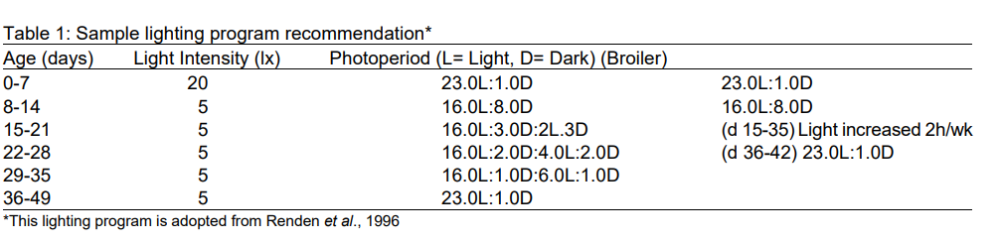 Table 1: Sample lighting program recommendation*
Age (days) Light Intensity (lx) Photoperiod (L= Light, D= Dark) (Broiler)
0-7 20 23.0L:1.0D 23.0L:1.0D
8-14 5 16.0L:8.0D 16.0L:8.0D
15-21 5 16.0L:3.0D:2L.3D (d 15-35) Light increased 2h/wk
22-28 5 16.0L:2.0D:4.0L:2.0D (d 36-42) 23.0L:1.0D
29-35 5 16.0L:1.0D:6.0L:1.0D
36-49 5 23.0L:1.0D
*This lighting program is adopted from Renden et al., 1996